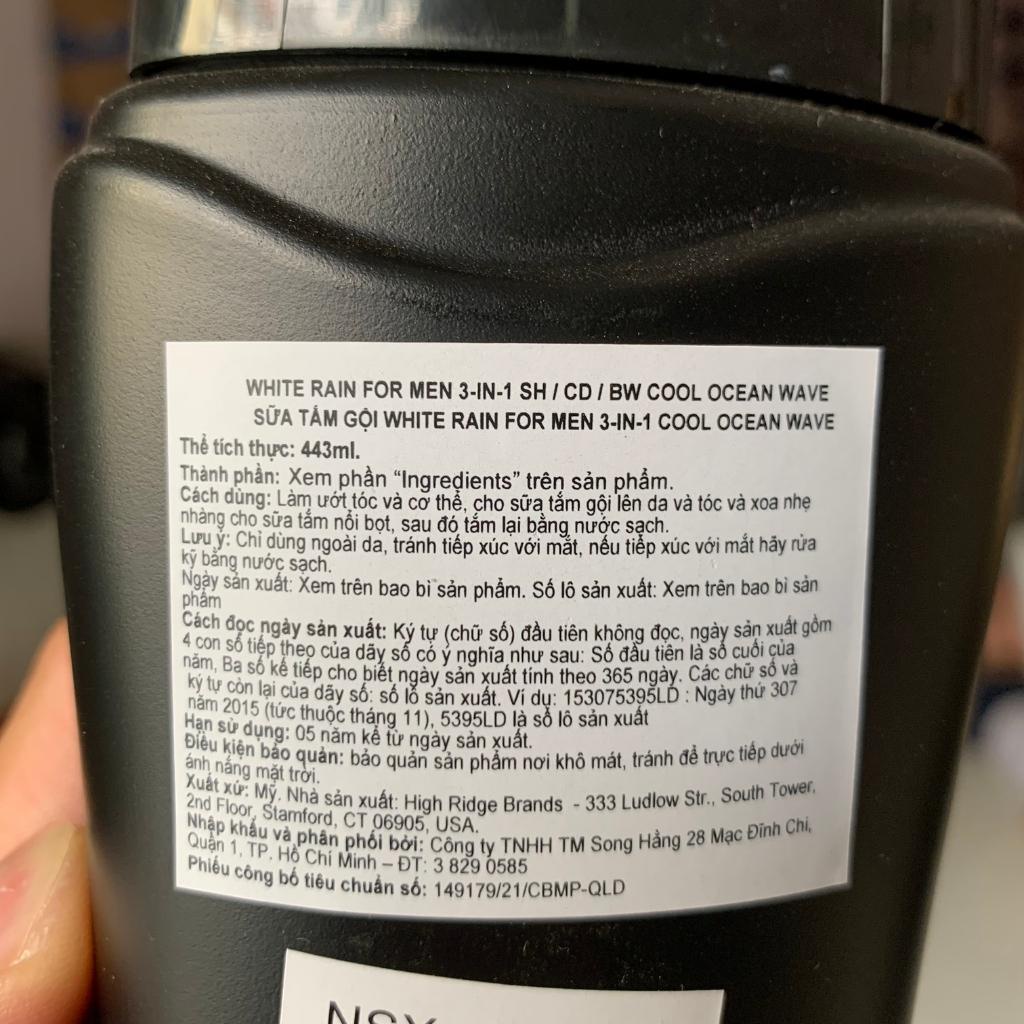 WHITE RAIN FOR MEN 3-IN-1 SH / CD / BW COOL OCEAN WAVE
SỮA TẮM GỘI WHITE RAIN FOR MEN 3-IN-1 COOL OCEAN WAVE
Thể tích thực: 443ml.
Thành phần: Xem phần “Ingredients” trên sản phẩm.
Cách dùng: Làm ướt tóc và cơ thể, cho sữa tắm gội lên da và tóc và xoa nhẹ
nhàng cho sữa tắm nổi bọt, sau đó tắm lại bằng nước sạch.
Lưu ý: Chỉ dùng ngoài da, tránh tiếp xúc với mắt, nếu tiếp xúc với mắt hãy rửa
kỹ bằng nước sạch.
Ngày sản xuất: Xem trên bao bì sản phẩm. Số lô sản xuất: Xem trên bao bì sản
phẩm
Cách đọc ngày sản xuất: Ký tự (chữ số) đầu tiên không đọc, ngày sản xuất gồm
4 con số tiếp theo của dãy số có ý nghĩa như sau: Số đầu tiên là số cuối của
năm, Ba số kế tiếp cho biết ngày sản xuất tính theo 365 ngày. Các chữ số và
ký tự còn lại của dãy số: số lô sản xuất. Ví dụ: 153075395LD : Ngày thứ 307
năm 2015 (tức thuộc tháng 11), 5395LD là số lô sản xuất
Hạn sử dụng: 05 năm kể từ ngày sản xuất.
Điều kiện bảo quản: bảo quản sản phẩm nơi khô mát, tránh để trực tiếp dưới
ánh nắng mặt trời.
Xuất xứ: Mỹ. Nhà sản xuất: High Ridge Brands - 333 Ludlow Str., South Tower,
2nd Floor, Stamford, CT 06905, USA.
Nhập khẩu và phân phối bởi: Công ty TNHH TM Song Hằng 28 Mạc Đĩnh Chi,
Quận 1, TP. Hồ Chí Minh – ĐT: 3 829 0585
Phiếu công bố tiêu chuẩn số: 149179/21/CBMP-QLD
NSX